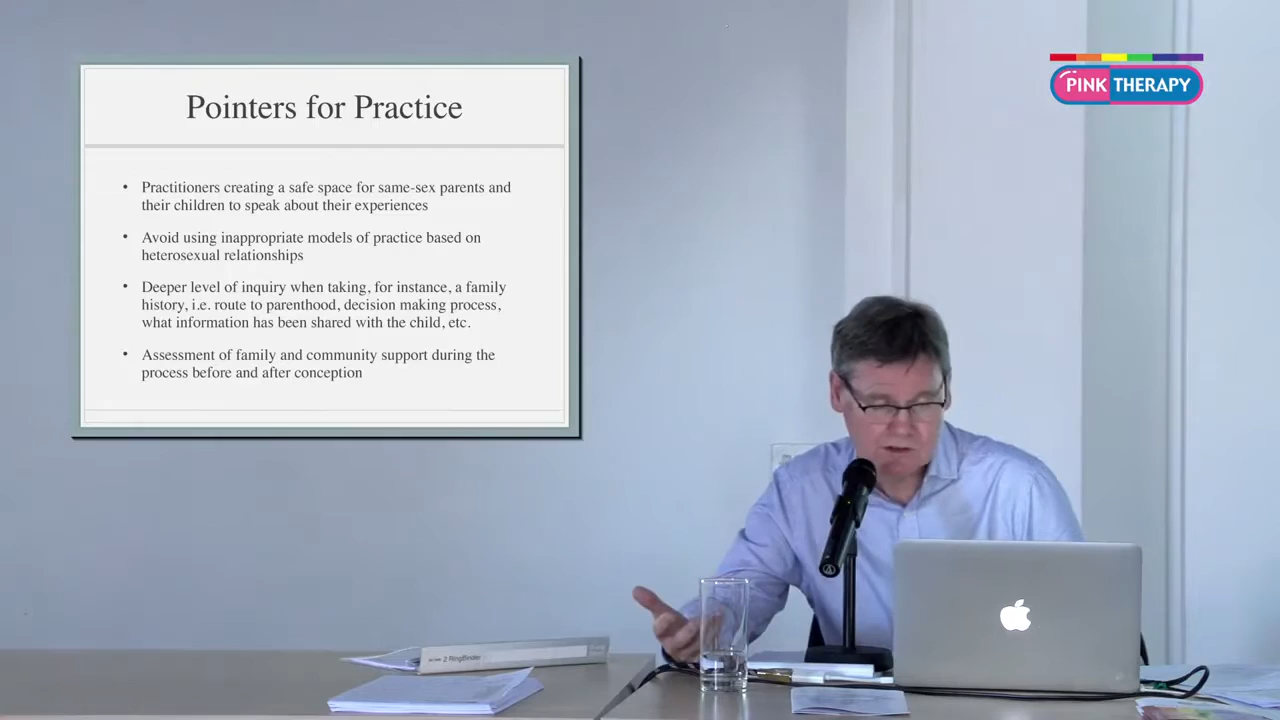 Pointers for Practice
• Practitioners creating a safe space for same-sex parents and
their children to speak about their experiences
• Avoid using inappropriate models of practice based on
heterosexual relationships
• Deeper level of inquiry when taking, for instance, a family
history, i.e. route to parenthood, decision making process,
what information has been shared with the child, etc.
• Assessment of family and community support during the
process before and after conception
PINK THERAPY
2 RingBinder